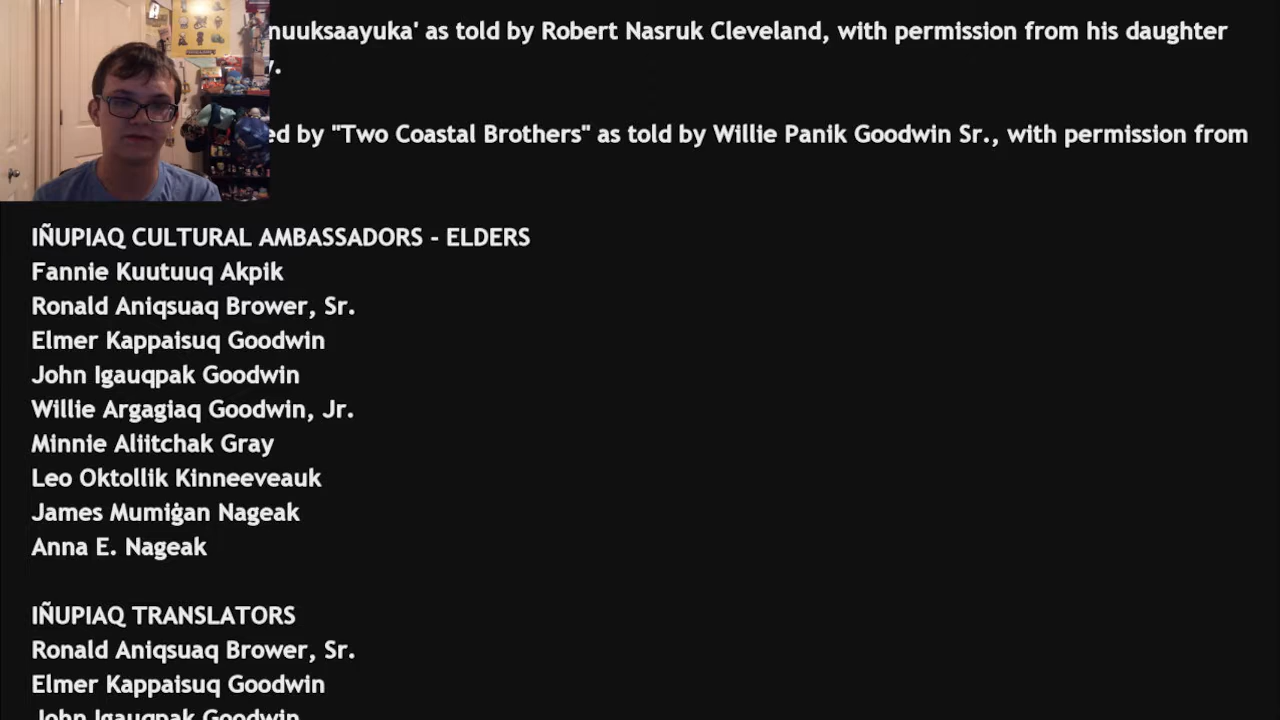 nuuksaayuka' as told by Robert Nasruk Cleveland, with permission from his daughter
ed by "Two Coastal Brothers" as told by Willie Panik Goodwin Sr., with permission from
IÑUPIAQ CULTURAL AMBASSADORS - ELDERS
Fannie Kuutuuq Akpik
Ronald Aniqsuaq Brower, Sr.
Elmer Kappaisuq Goodwin
John Igauqpak Goodwin
Willie Argagiaq Goodwin, Jr.
Minnie Aliitchak Gray
Leo Oktollik Kinneeveauk
James Mumiġan Nageak
Anna E. Nageak
IÑUPIAQ TRANSLATORS
Ronald Aniqsuaq Brower, Sr.
Elmer Kappaisuq Goodwin
John Igauqpak Goodwin